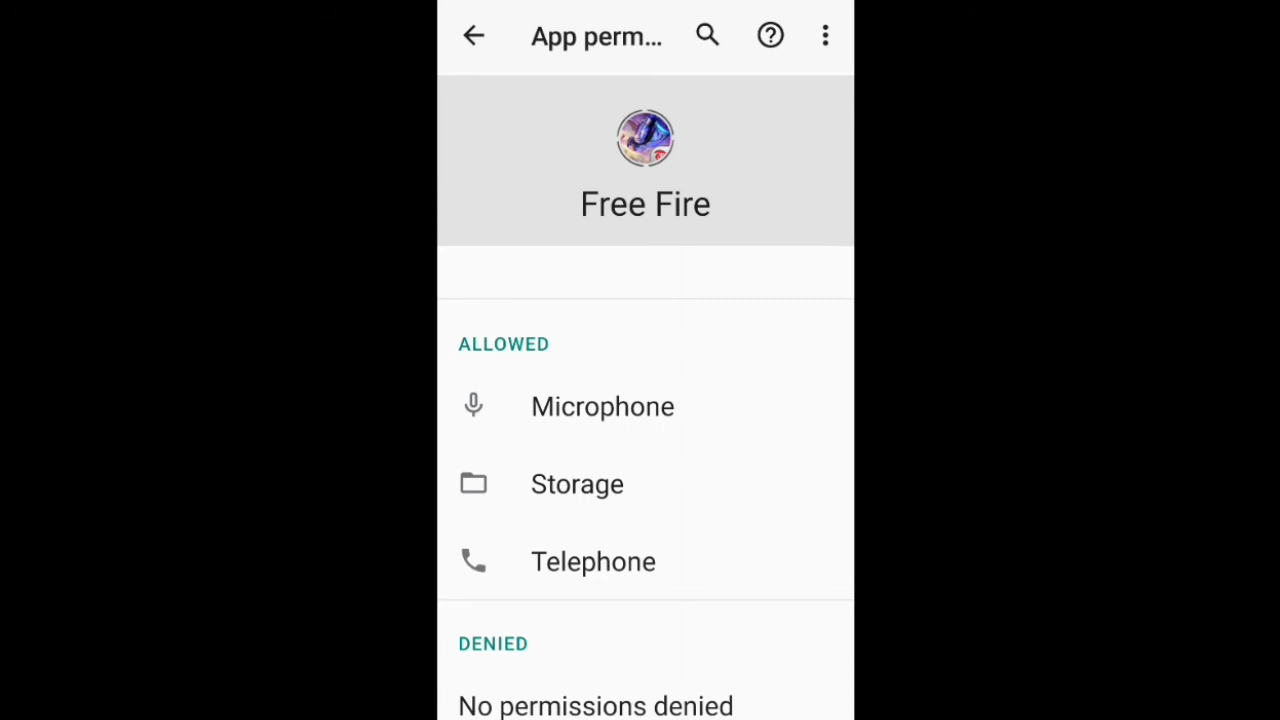 App perm...
Free Fire
ALLOWED
Microphone
Storage
Telephone
DENIED
No permissions denied